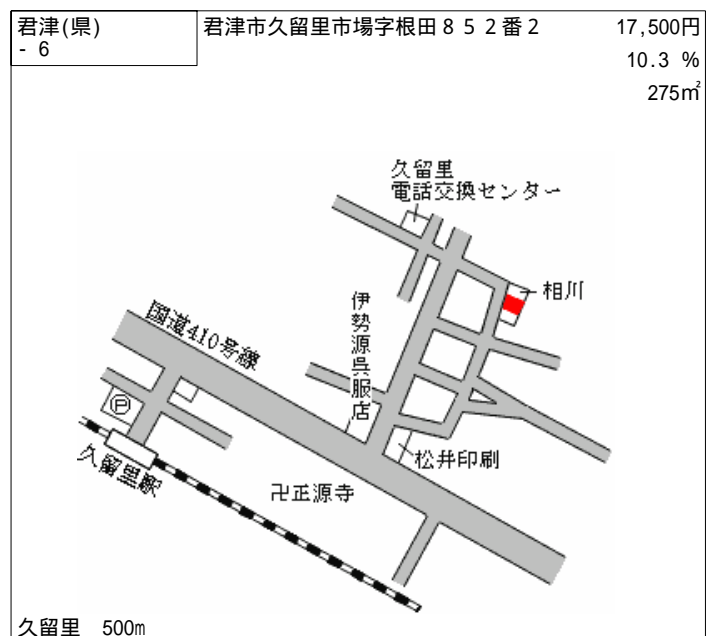 君津(県)
- 6
君津市久留里市場字根田８５２番２
17,500円
10.3 %
275㎡
久留里
電話交換センター
相川
伊勢源呉服店
国道410号線
Ⓟ
久留里駅
松井印刷
卍正源寺
久留里 500m